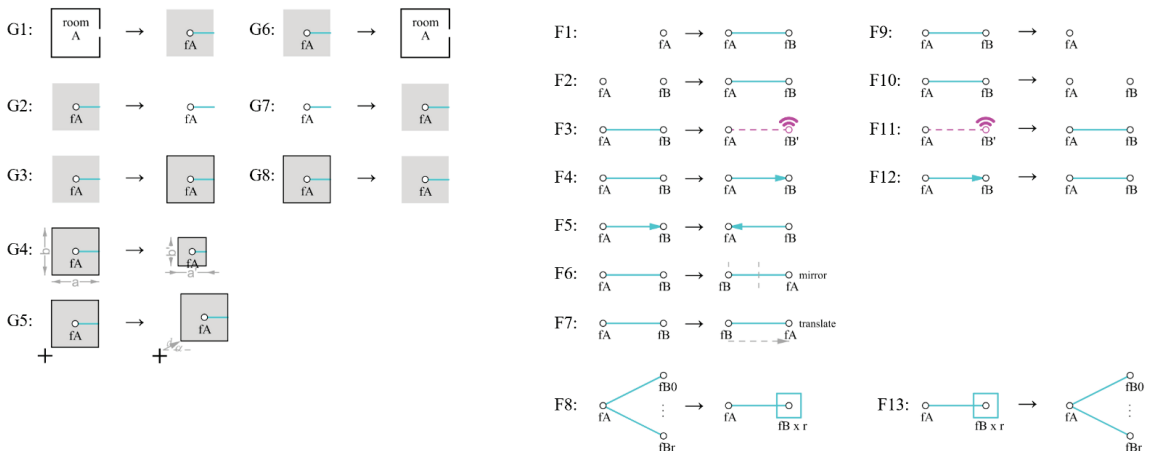 G1: room A → fA
G6: fA → room A
G2: fA → fA
G7: fA → fA
G3: fA → fA
G8: fA → fA
G4: b fA a → b' fA a'
G5: fA + → fA +
F1: fA → fA fB
F9: fA fB → fA
F2: fA fB → fA fB
F10: fA fB → fA fB
F3: fA fB → fA fB'
F11: fA fB' → fA fB
F4: fA fB → fA fB
F12: fA fB → fA fB
F5: fA fB → fA fB
F6: fA fB → fB fA mirror
F7: fA fB → fB fA translate
F8: fA fB0 ⋮ fBr → fA fB x r
F13: fA fB x r → fA fB0 ⋮ fBr